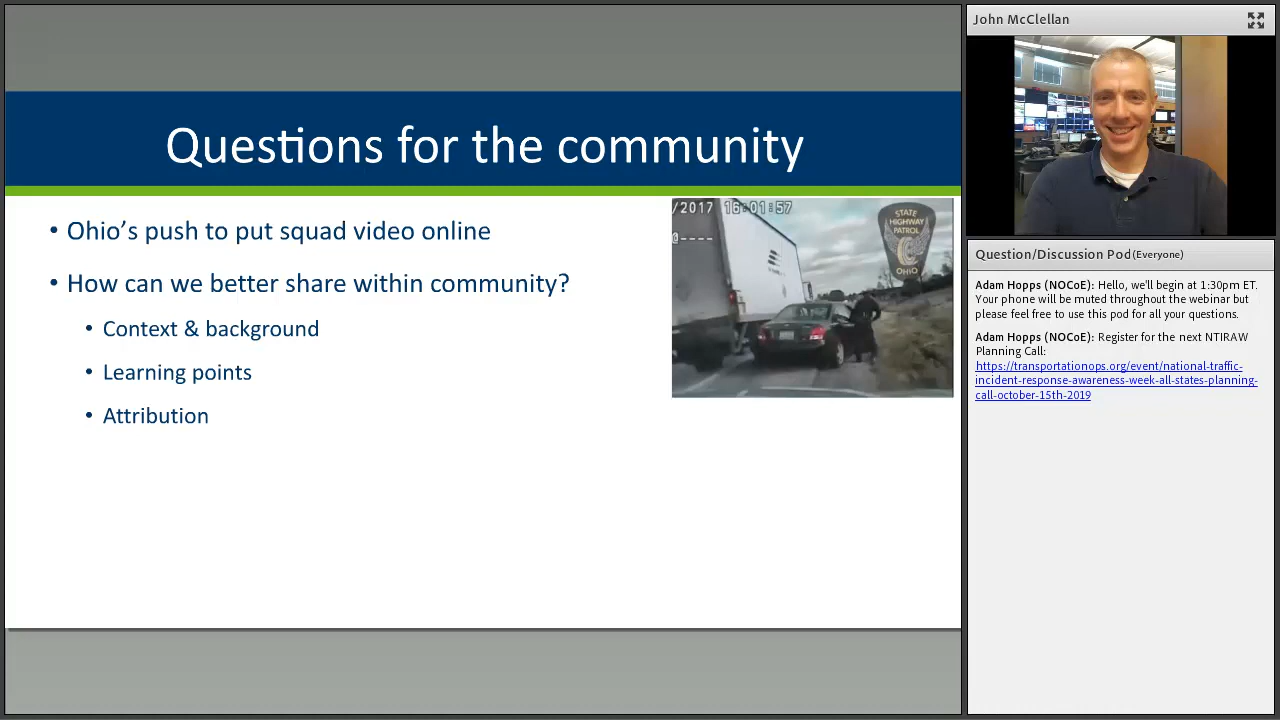 Questions for the community
• Ohio’s push to put squad video online
• How can we better share within community?
• Context & background
• Learning points
• Attribution
/2017 16:01:57
@----
STATE
HIGHWAY
PATROL
OHIO
John McClellan
Question/Discussion Pod (Everyone)
Adam Hopps (NOCoE): Hello, we'll begin at 1:30pm ET.
Your phone will be muted throughout the webinar but
please feel free to use this pod for all your questions.
Adam Hopps (NOCoE): Register for the next NTIRAW
Planning Call:
https://transportationops.org/event/national-traffic-
incident-response-awareness-week-all-states-planning-
call-october-15th-2019